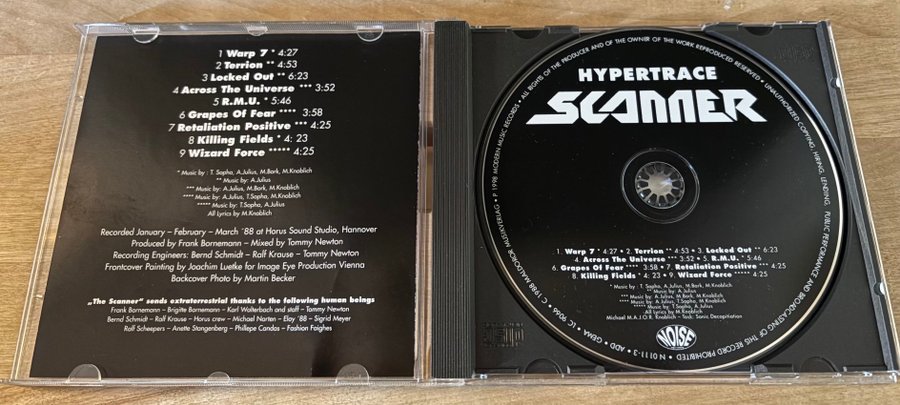 1 Warp 7 * 4:27
2 Terrion ** 4:53
3 Locked Out ** 6:23
4 Across The Universe *** 3:52
5 R.M.U. * 5:46
6 Grapes Of Fear **** 3:58
7 Retaliation Positive *** 4:25
8 Killing Fields * 4: 23
9 Wizard Force ***** 4:25
* Music by : T. Sopha, A.Julius, M.Bork, M.Knoblich
** Music by: A.Julius
*** Music by: A.Julius, M.Bork, M.Knoblich
**** Music by: A.Julius, T.Sopha, M.Knoblich
***** Music by: T.Sopha, A.Julius
All Lyrics by M.Knoblich
Recorded January – February – March '88 at Horus Sound Studio, Hannover
Produced by Frank Bornemann – Mixed by Tommy Newton
Recording Engineers: Bernd Schmidt – Ralf Krause – Tommy Newton
Frontcover Painting by Joachim Luetke for Image Eye Production Vienna
Backcover Photo by Martin Becker
„The Scanner" sends extraterrestrial thanks to the following human beings
Frank Bornemann – Brigitte Bornemann – Karl Walterbach and staff – Tommy Newton
Bernd Schmidt – Ralf Krause – Horus crew – Michael Narten – Eloy '88 – Sigrid Meyer
Ralf Scheepers – Anette Stangenberg – Phillepe Candas – Fashion Faighes
HYPERTRACE
SCANNER
1. Warp 7 * 4:27 • 2. Terrion ** 4:53 • 3. Locked Out ** 6:23
4. Across The Universe *** 3:52 • 5. R.M.U. * 5:46
6. Grapes Of Fear **** 3:58 • 7. Retaliation Positive *** 4:25
8. Killing Fields * 4:23 • 9. Wizard Force ***** 4:25
* Music by : T. Sopha, A.Julius, M.Bork, M.Knoblich
** Music by: A.Julius
*** Music by: A.Julius, M.Bork, M.Knoblich
**** Music by: A.Julius, T.Sopha, M.Knoblich
***** Music by: T.Sopha, A.Julius
All Lyrics by M.Knoblich
Michael M.A.J.O.R. Knoblich – Task: Sonic Decapitation
NOISE
• ALL RIGHTS OF THE PRODUCER AND OF THE OWNER OF THE WORK REPRODUCED RESERVED • UNAUTHORIZED COPYING, HIRING, LENDING, PUBLIC PERFORMANCE AND BROADCASTING OF THIS RECORD PROHIBITED • N 0111-3 • ADD • GEMA • LC 9066 • C 1988 MUSIKVERLAG • P 1998 MODERN MUSIC RECORDS